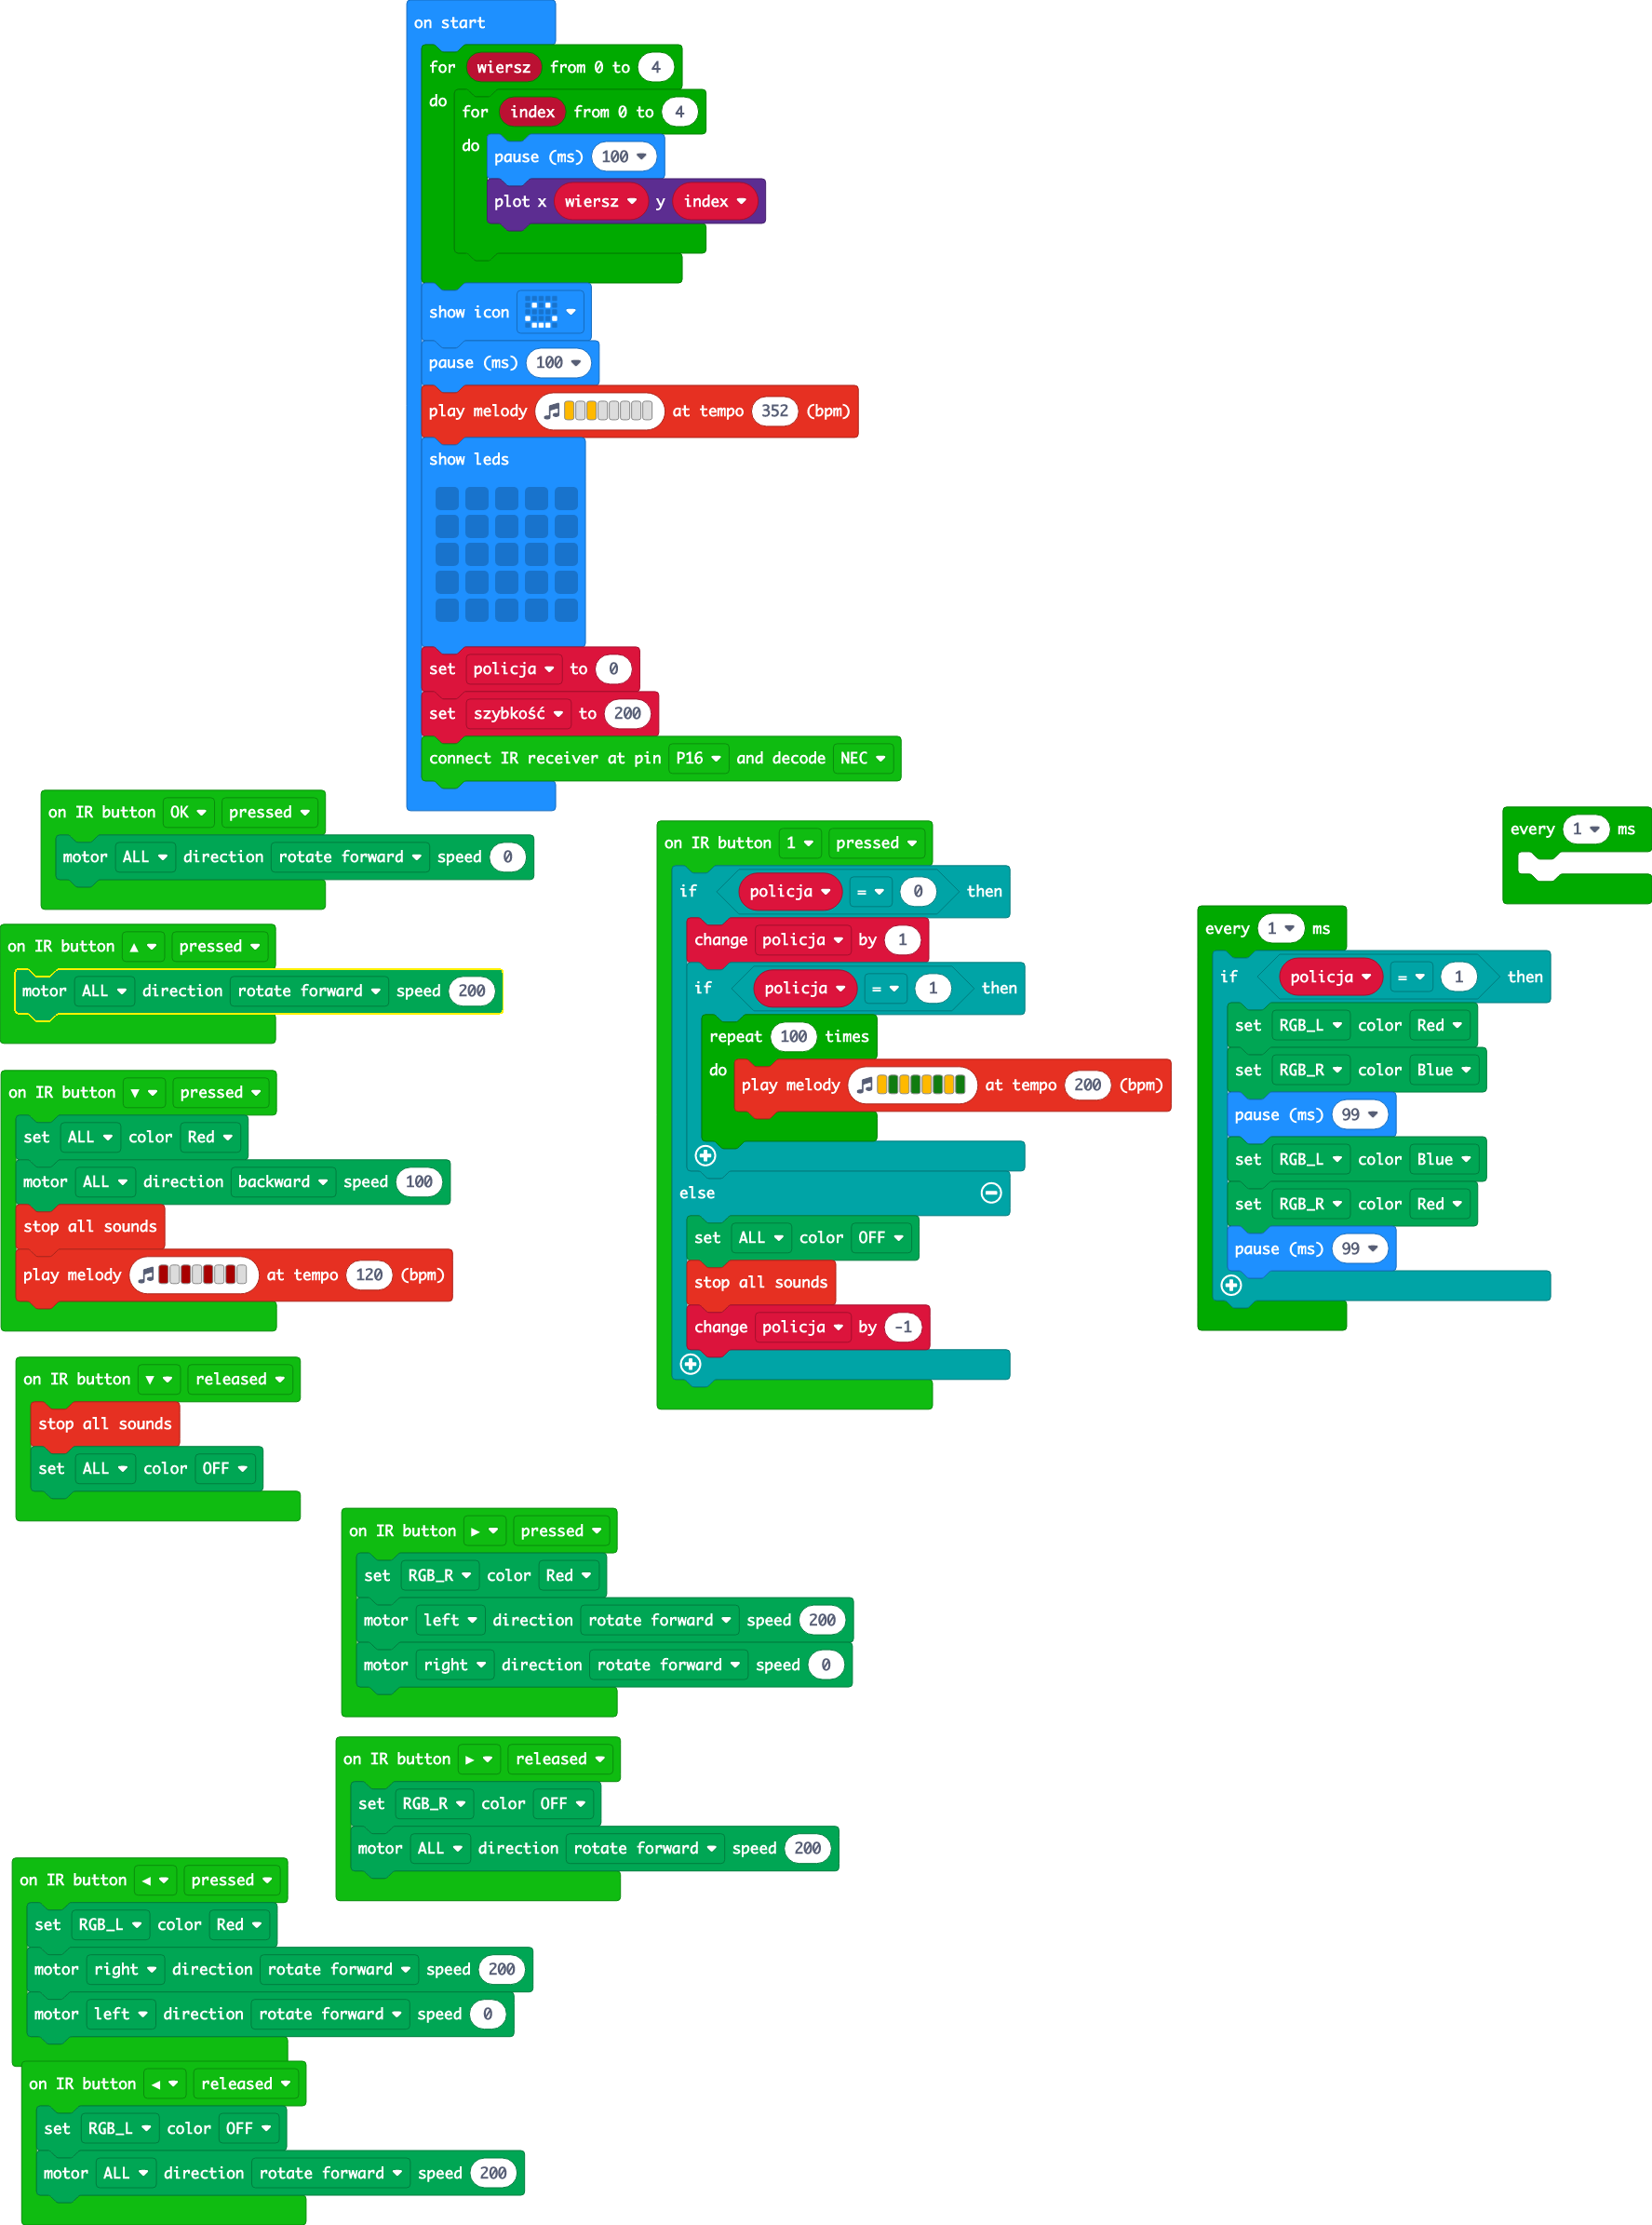 on start
for wiersz from 0 to 4
do for index from 0 to 4
do pause (ms) 100
plot x wiersz y index
show icon
pause (ms) 100
play melody at tempo 352 (bpm)
show leds
set policja to 0
set szybkość to 200
connect IR receiver at pin P16 and decode NEC
on IR button OK pressed
motor ALL direction rotate forward speed 0
on IR button ▲ pressed
motor ALL direction rotate forward speed 200
on IR button ▼ pressed
set ALL color Red
motor ALL direction backward speed 100
stop all sounds
play melody at tempo 120 (bpm)
on IR button ▼ released
stop all sounds
set ALL color OFF
on IR button 1 pressed
if policja = 0 then
change policja by 1
if policja = 1 then
repeat 100 times
do play melody at tempo 200 (bpm)
else
set ALL color OFF
stop all sounds
change policja by -1
every 1 ms
every 1 ms
if policja = 1 then
set RGB_L color Red
set RGB_R color Blue
pause (ms) 99
set RGB_L color Blue
set RGB_R color Red
pause (ms) 99
on IR button ▶ pressed
set RGB_R color Red
motor left direction rotate forward speed 200
motor right direction rotate forward speed 0
on IR button ▶ released
set RGB_R color OFF
motor ALL direction rotate forward speed 200
on IR button ◀ pressed
set RGB_L color Red
motor right direction rotate forward speed 200
motor left direction rotate forward speed 0
on IR button ◀ released
set RGB_L color OFF
motor ALL direction rotate forward speed 200